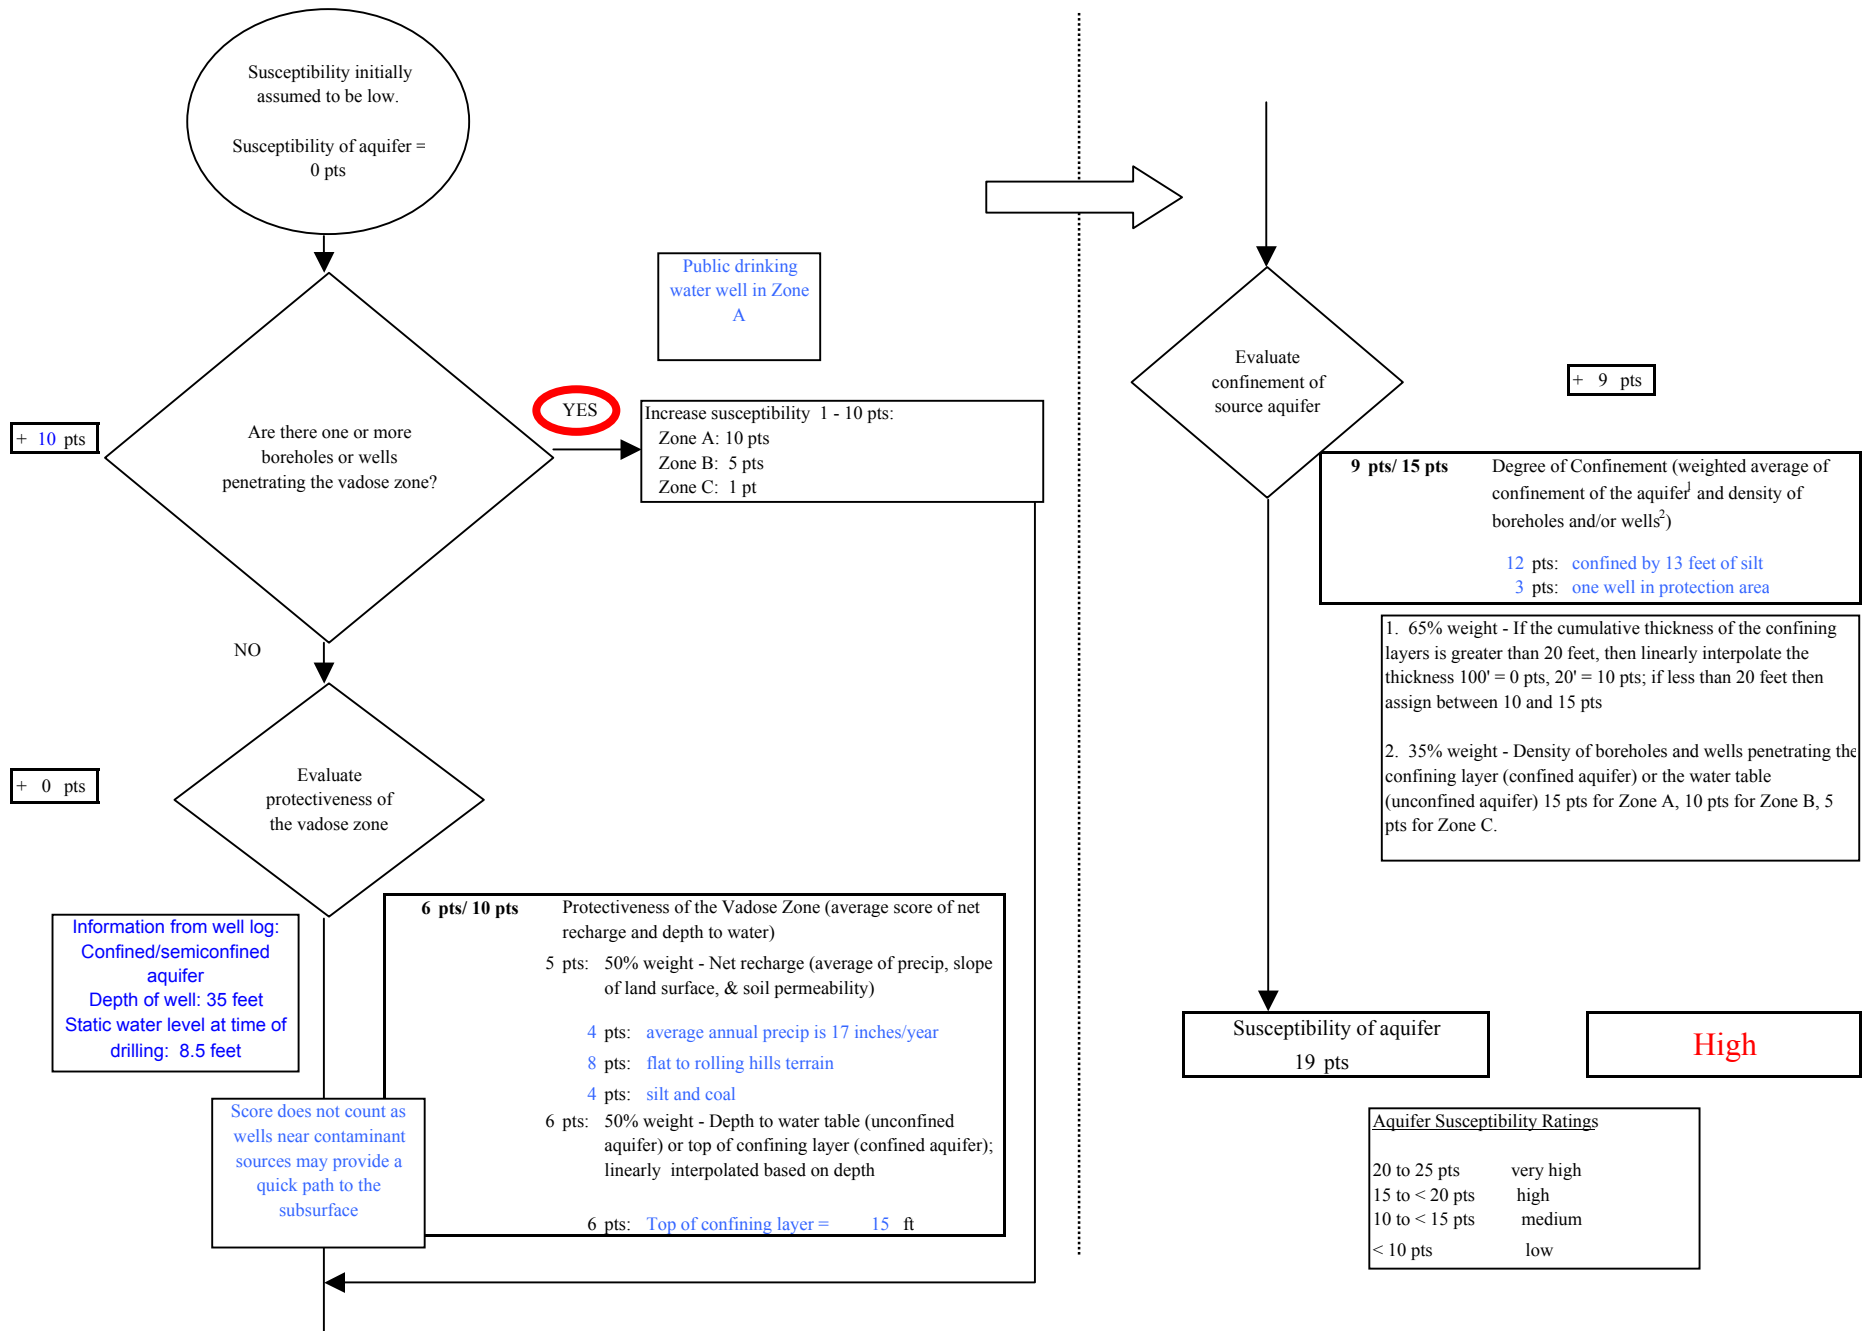 Susceptibility initially
assumed to be low.
Susceptibility of aquifer =
0 pts
Public drinking
water well in Zone
A
+ 10 pts
Are there one or more
boreholes or wells
penetrating the vadose zone?
YES
Increase susceptibility 1 - 10 pts:
Zone A: 10 pts
Zone B: 5 pts
Zone C: 1 pt
NO
+ 0 pts
Evaluate
protectiveness of
the vadose zone
Information from well log:
Confined/semiconfined
aquifer
Depth of well: 35 feet
Static water level at time of
drilling: 8.5 feet
Score does not count as
wells near contaminant
sources may provide a
quick path to the
subsurface
6 pts/ 10 pts Protectiveness of the Vadose Zone (average score of net
recharge and depth to water)
5 pts: 50% weight - Net recharge (average of precip, slope
of land surface, & soil permeability)
4 pts: average annual precip is 17 inches/year
8 pts: flat to rolling hills terrain
4 pts: silt and coal
6 pts: 50% weight - Depth to water table (unconfined
aquifer) or top of confining layer (confined aquifer);
linearly interpolated based on depth
6 pts: Top of confining layer = 15 ft
Evaluate
confinement of
source aquifer
+ 9 pts
9 pts/ 15 pts Degree of Confinement (weighted average of
confinement of the aquifer1 and density of
boreholes and/or wells2)
12 pts: confined by 13 feet of silt
3 pts: one well in protection area
1. 65% weight - If the cumulative thickness of the confining
layers is greater than 20 feet, then linearly interpolate the
thickness 100' = 0 pts, 20' = 10 pts; if less than 20 feet then
assign between 10 and 15 pts
2. 35% weight - Density of boreholes and wells penetrating the
confining layer (confined aquifer) or the water table
(unconfined aquifer) 15 pts for Zone A, 10 pts for Zone B, 5
pts for Zone C.
Susceptibility of aquifer
19 pts
High
Aquifer Susceptibility Ratings
20 to 25 pts very high
15 to < 20 pts high
10 to < 15 pts medium
< 10 pts low